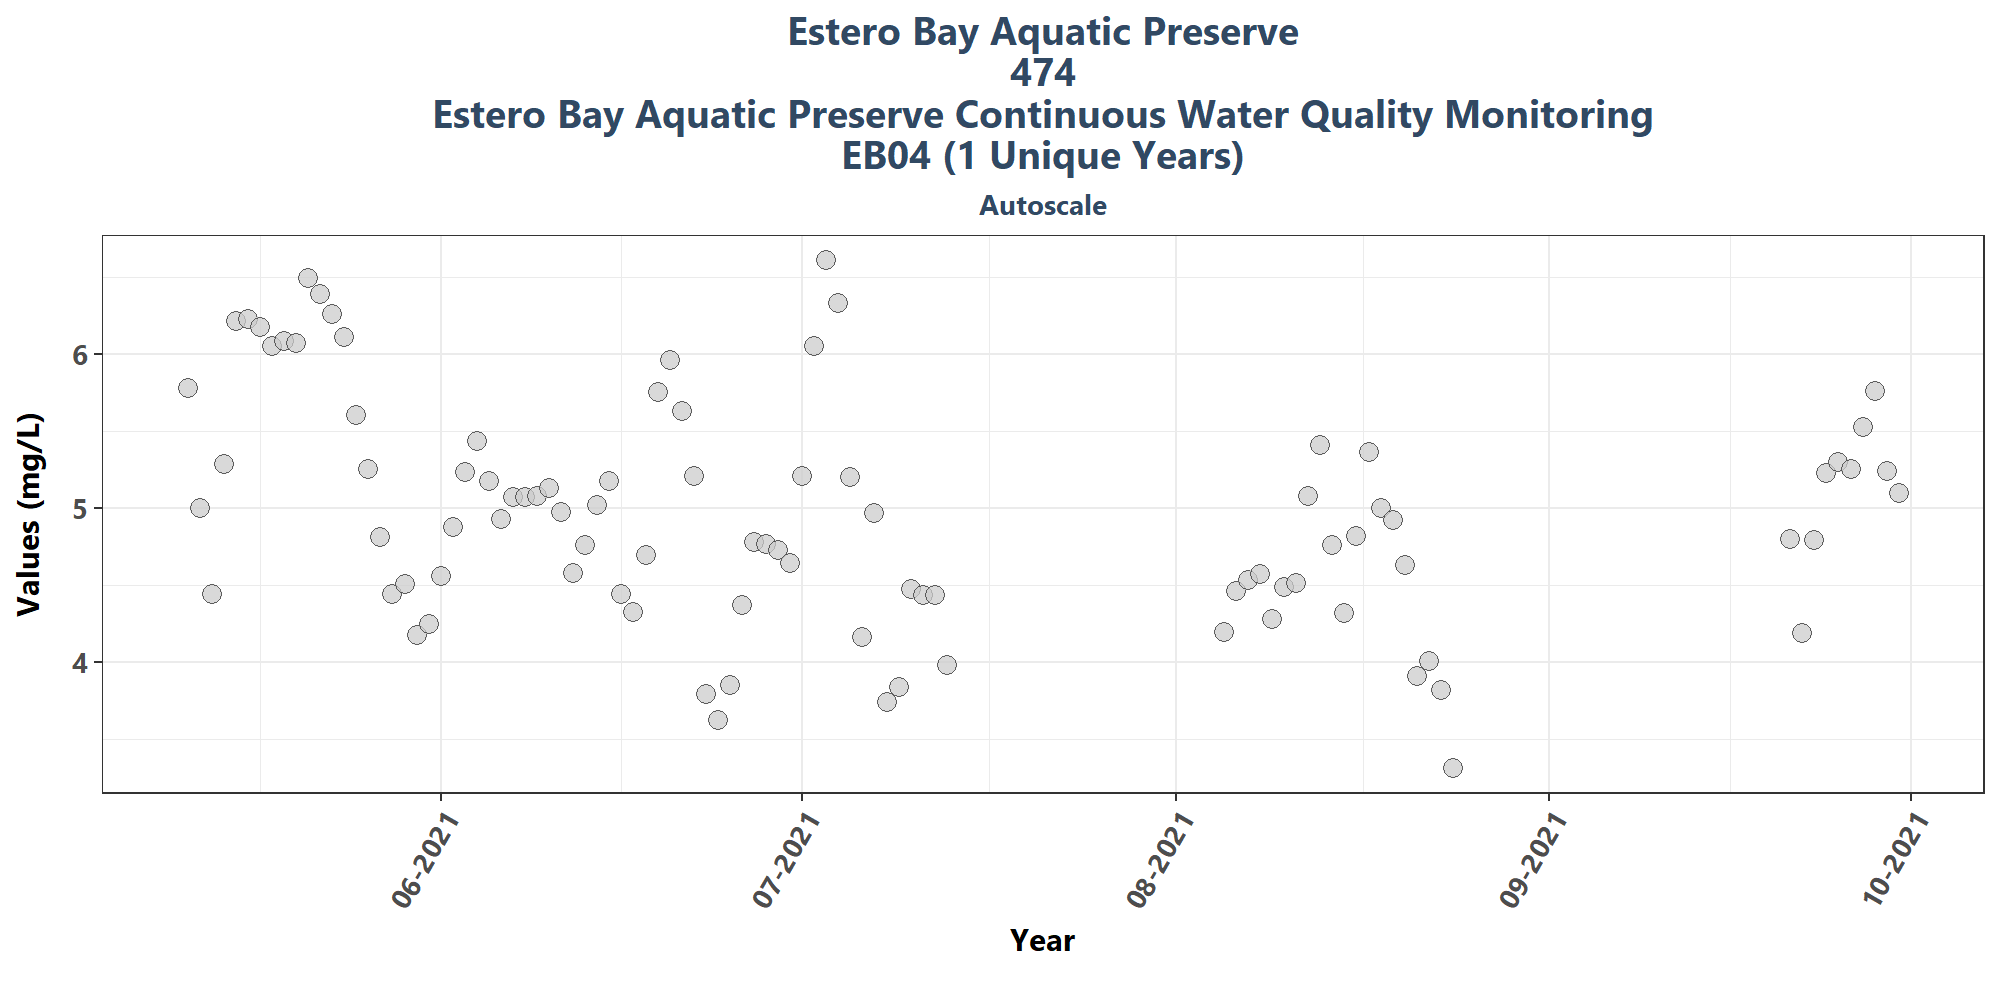 Estero Bay Aquatic Preserve
474
Estero Bay Aquatic Preserve Continuous Water Quality Monitoring
EB04 (1 Unique Years)
Autoscale
Values (mg/L)
6
5
4
06-2021
07-2021
08-2021
09-2021
10-2021
Year